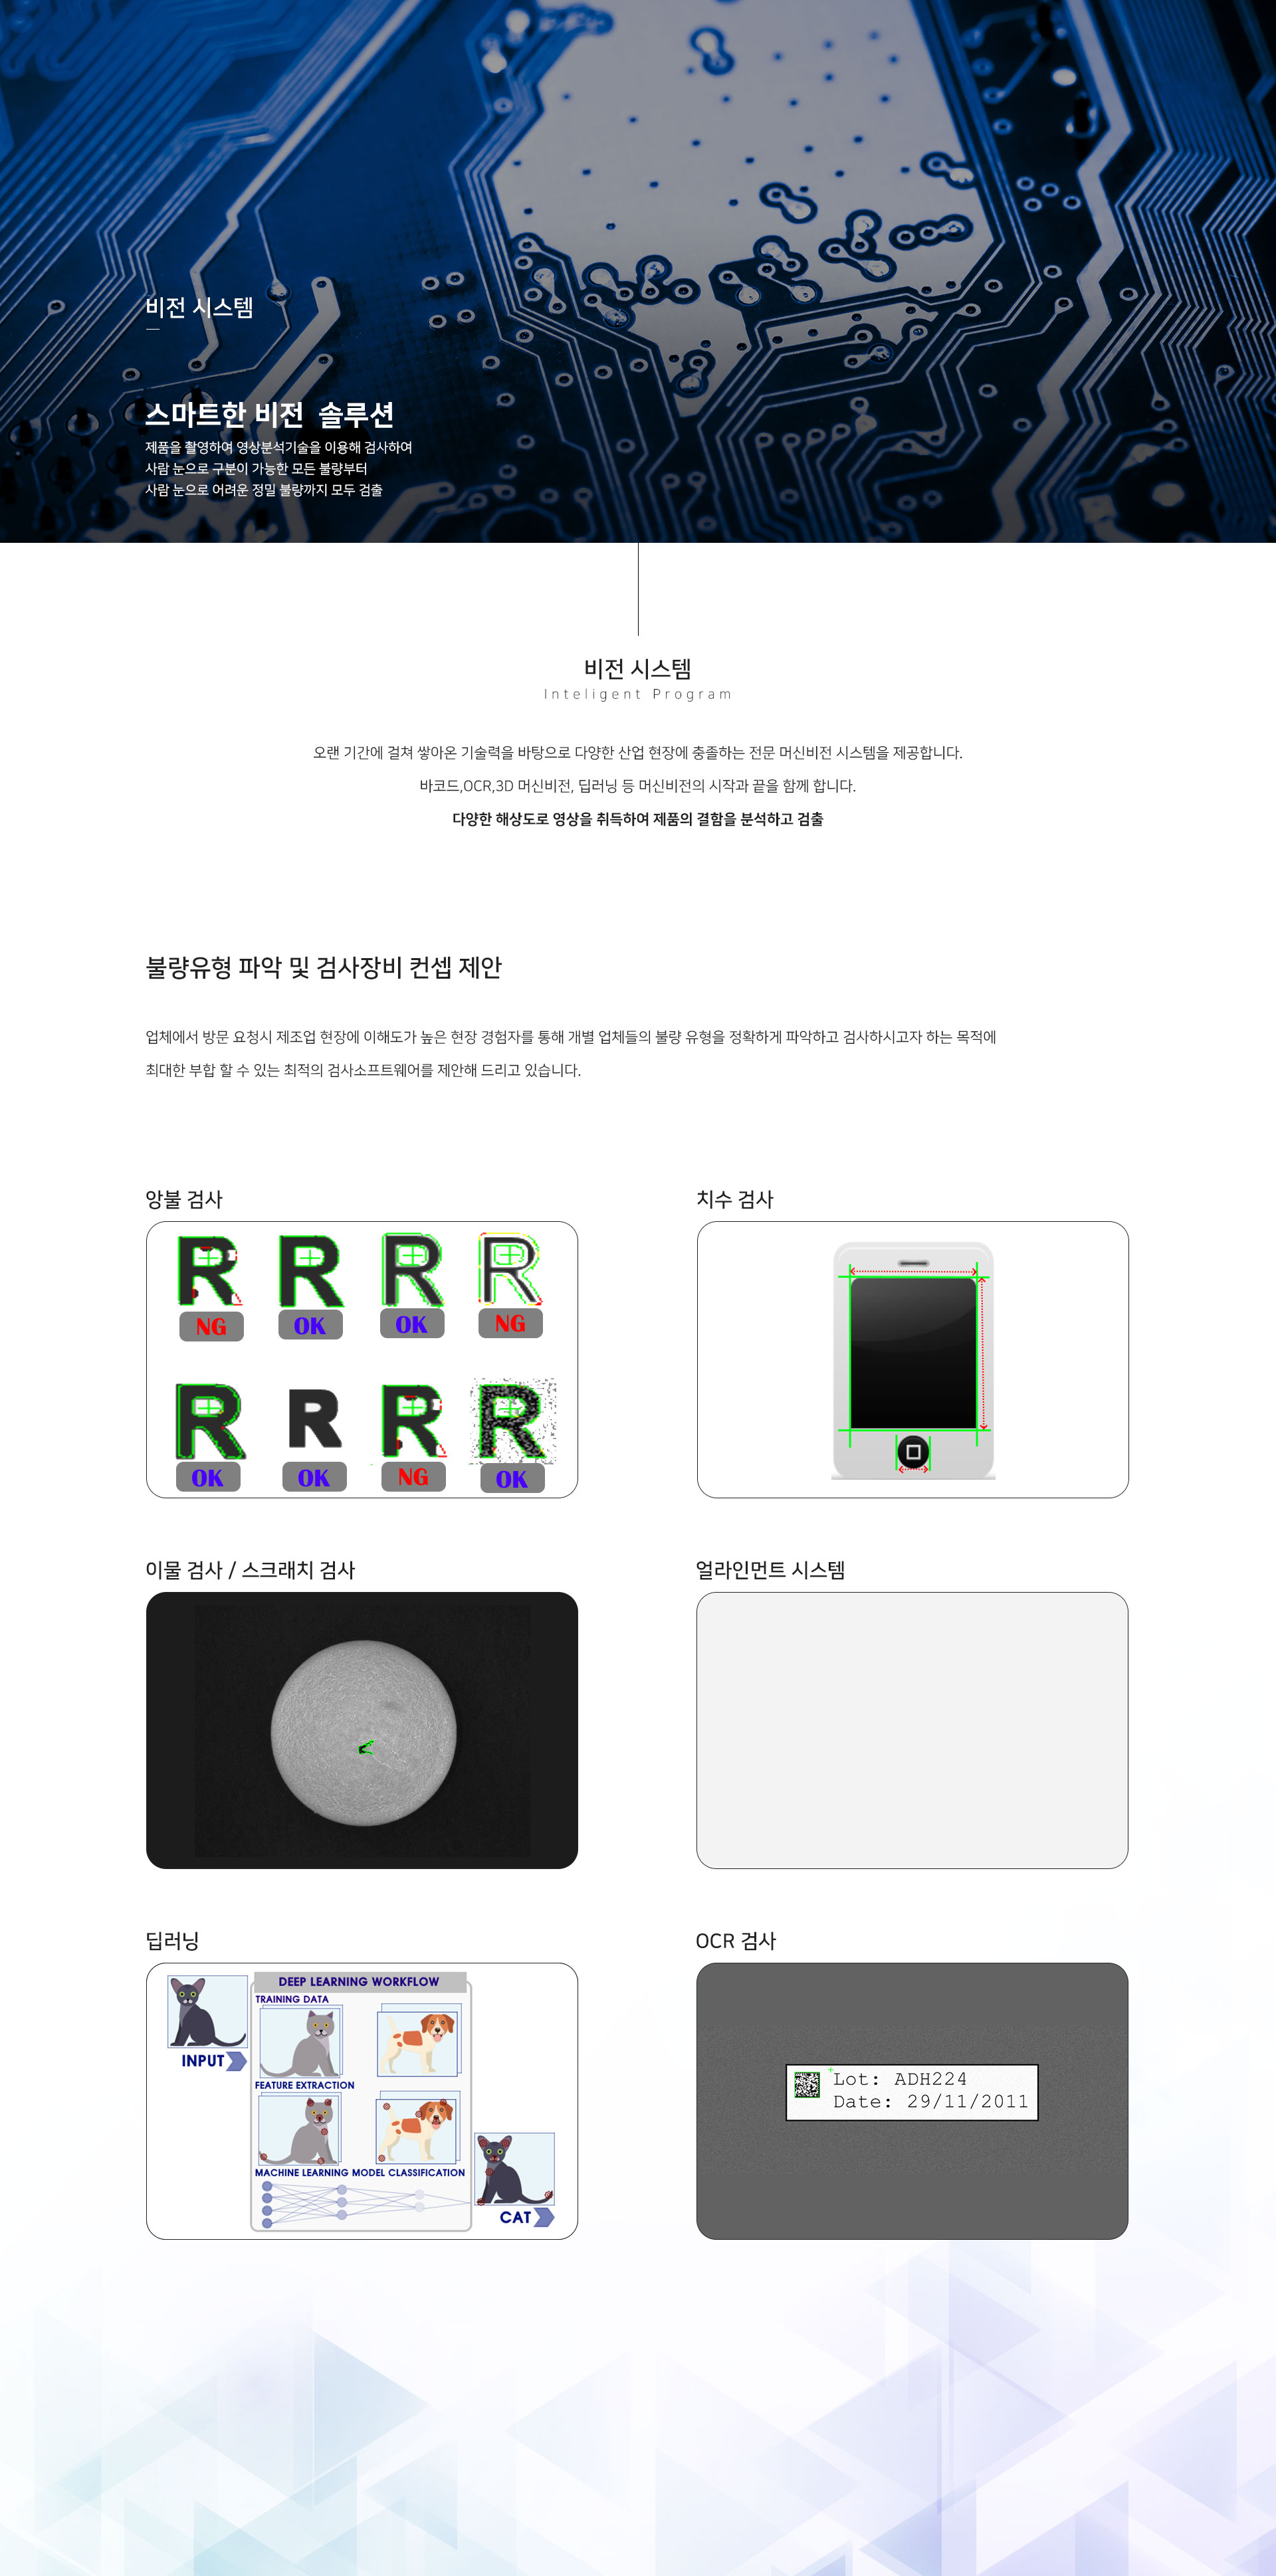 비전 시스템
스마트한 비전 솔루션
제품을 촬영하여 영상분석기술을 이용해 검사하여
사람 눈으로 구분이 가능한 모든 불량부터
사람 눈으로 어려운 정밀 불량까지 모두 검출
비전 시스템
Inteligent Program
오랜 기간에 걸쳐 쌓아온 기술력을 바탕으로 다양한 산업 현장에 충졸하는 전문 머신비전 시스템을 제공합니다.
바코드,OCR,3D 머신비전, 딥러닝 등 머신비전의 시작과 끝을 함께 합니다.
다양한 해상도로 영상을 취득하여 제품의 결함을 분석하고 검출
불량유형 파악 및 검사장비 컨셉 제안
업체에서 방문 요청시 제조업 현장에 이해도가 높은 현장 경험자를 통해 개별 업체들의 불량 유형을 정확하게 파악하고 검사하시고자 하는 목적에
최대한 부합 할 수 있는 최적의 검사소프트웨어를 제안해 드리고 있습니다.
앙불 검사
치수 검사
R R R R
NG OK OK NG
R R R R
OK OK NG OK
이물 검사 / 스크래치 검사
얼라인먼트 시스템
딥러닝
OCR 검사
DEEP LEARNING WORKFLOW
TRAINING DATA
INPUT
FEATURE EXTRACTION
MACHINE LEARNING MODEL CLASSIFICATION
CAT
Lot: ADH224
Date: 29/11/2011